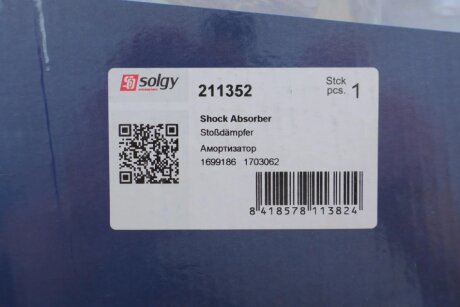 solgy
211352
Stck
pcs. 1
Shock Absorber
Stoßdämpfer
Амортизатор
1699186 1703062
8 418578 113824